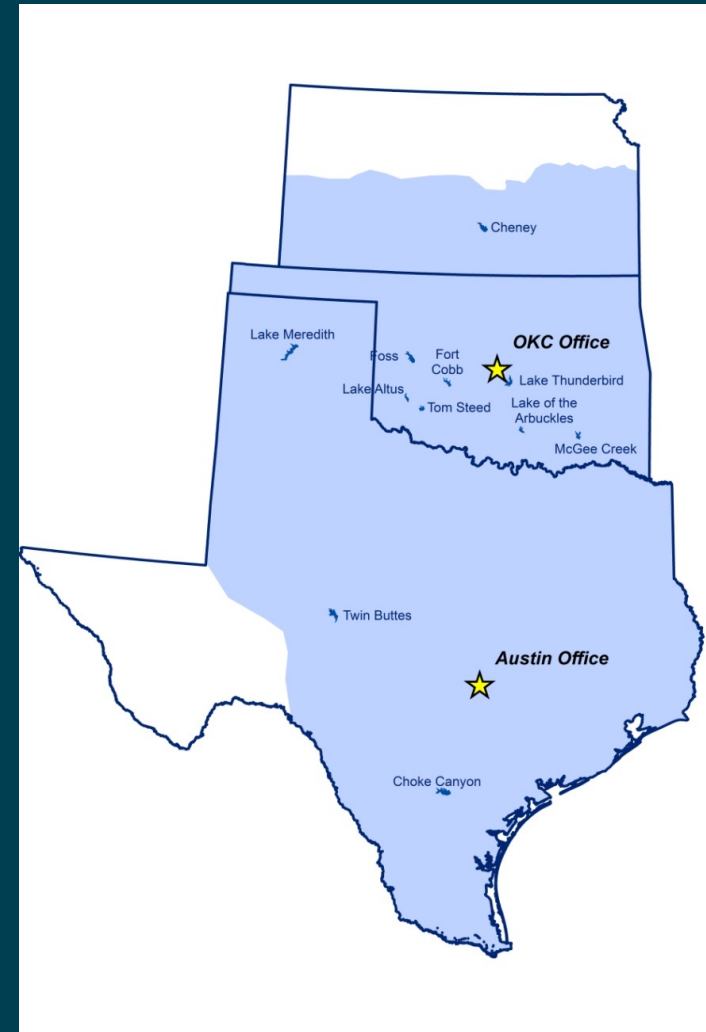 Cheney
Lake Meredith
OKC Office
Foss
Fort
Cobb
Lake Thunderbird
Lake Altus
Tom Steed
Lake of the
Arbuckles
McGee Creek
Twin Buttes
Austin Office
Choke Canyon